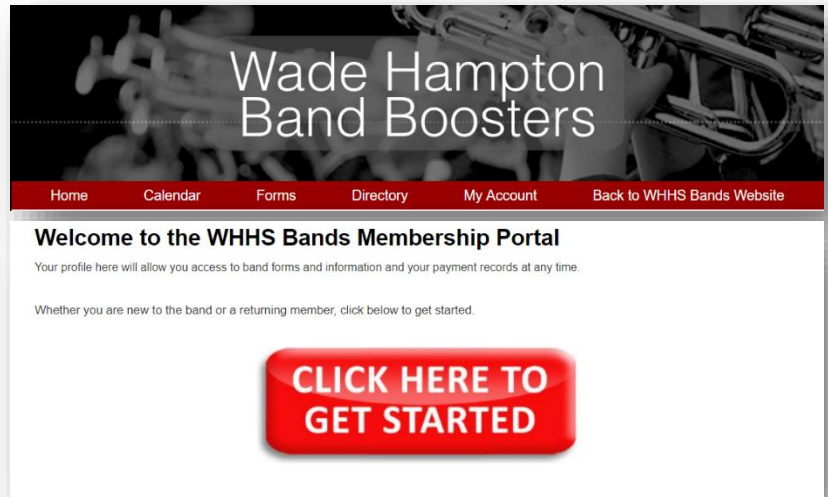 Wade Hampton
Band Boosters
Home Calendar Forms Directory My Account Back to WHHS Bands Website
Welcome to the WHHS Bands Membership Portal
Your profile here will allow you access to band forms and information and your payment records at any time.
Whether you are new to the band or a returning member, click below to get started.
CLICK HERE TO
GET STARTED